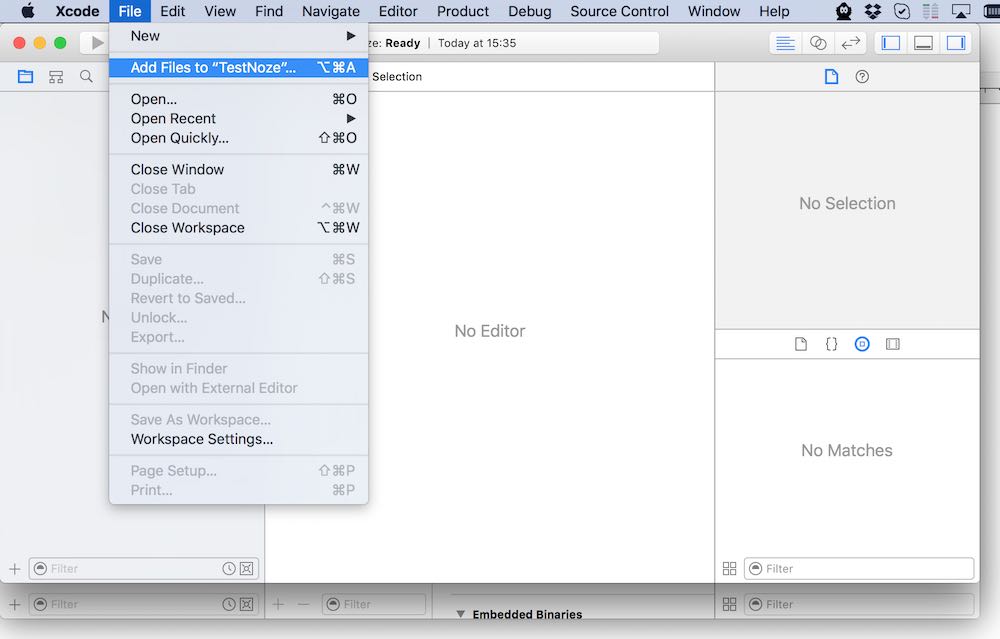 Xcode File Edit View Find Navigate Editor Product Debug Source Control Window Help
New
ze: Ready | Today at 15:35
Add Files to “TestNoze”... ⌥⌘A
Selection
Open... ⌘O
Open Recent
Open Quickly... ⇧⌘O
Close Window ⌘W
Close Tab
Close Document ^⌘W
Close Workspace ⌥⌘W
No Selection
Save ⌘S
Duplicate... ⇧⌘S
Revert to Saved...
Unlock...
Export...
No Editor
Show in Finder
Open with External Editor
Save As Workspace...
Workspace Settings...
No Matches
Page Setup... ⇧⌘P
Print... ⌘P
Filter
Filter
Filter
Filter
Filter
Embedded Binaries